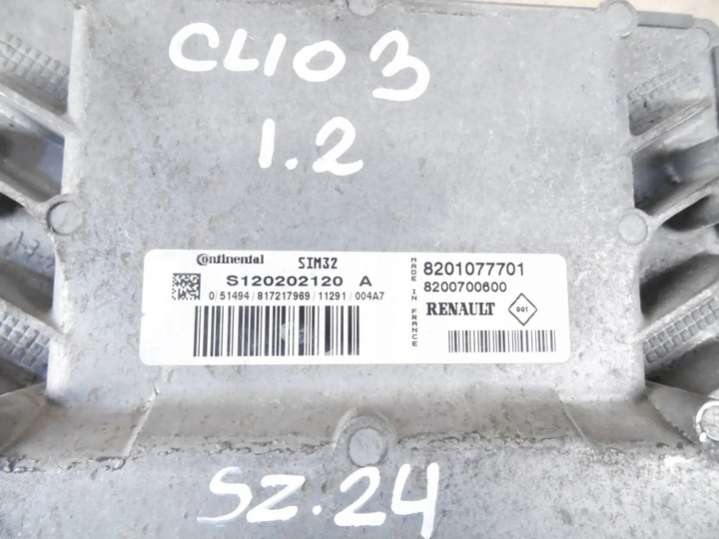 CLIO 3
1.2
Continental SIM32
S120202120 A
0/51494/817217969/11291/004A7
MADE IN FRANCE
8201077701
8200700600
RENAULT
001
SZ.24